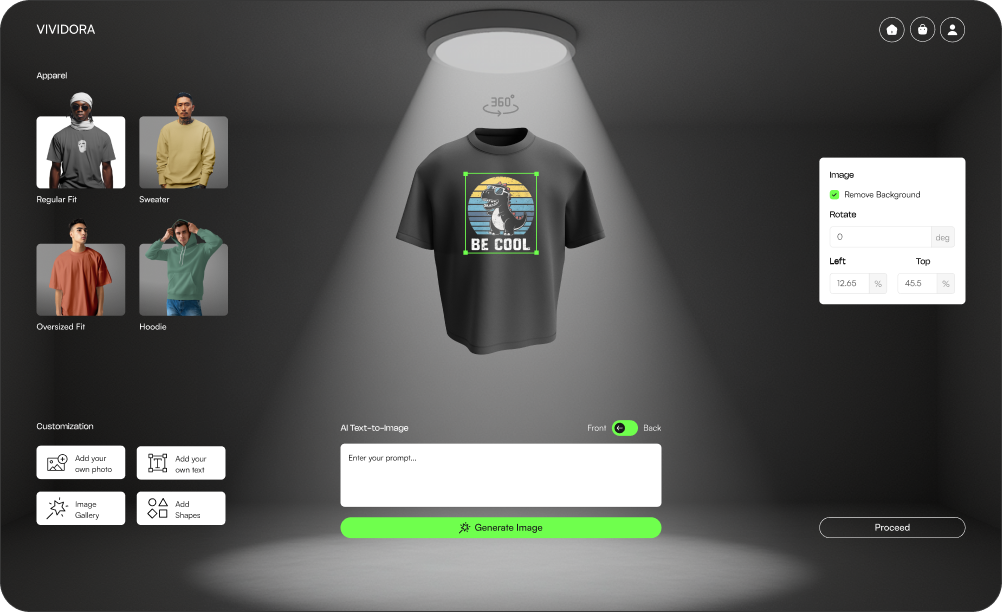 VIVIDORA
Apparel
Regular Fit
Sweater
Oversized Fit
Hoodie
360°
BE COOL
Image
Remove Background
Rotate
0
deg
Left
Top
12.65
%
45.5
%
Customization
Add your
own photo
Add your
own text
Image
Gallery
Add
Shapes
AI Text-to-Image
Front
Back
Enter your prompt...
Generate Image
Proceed